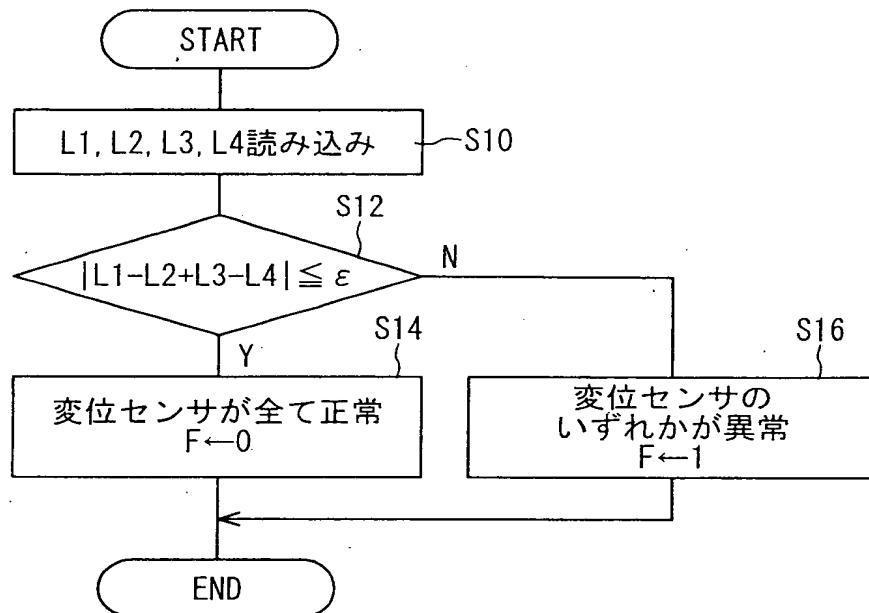 START
L1, L2, L3, L4読み込み
S10
S12
|L1-L2+L3-L4|≦ ε
N
Y
S14
変位センサが全て正常
F←0
S16
変位センサの
いずれかが異常
F←1
END